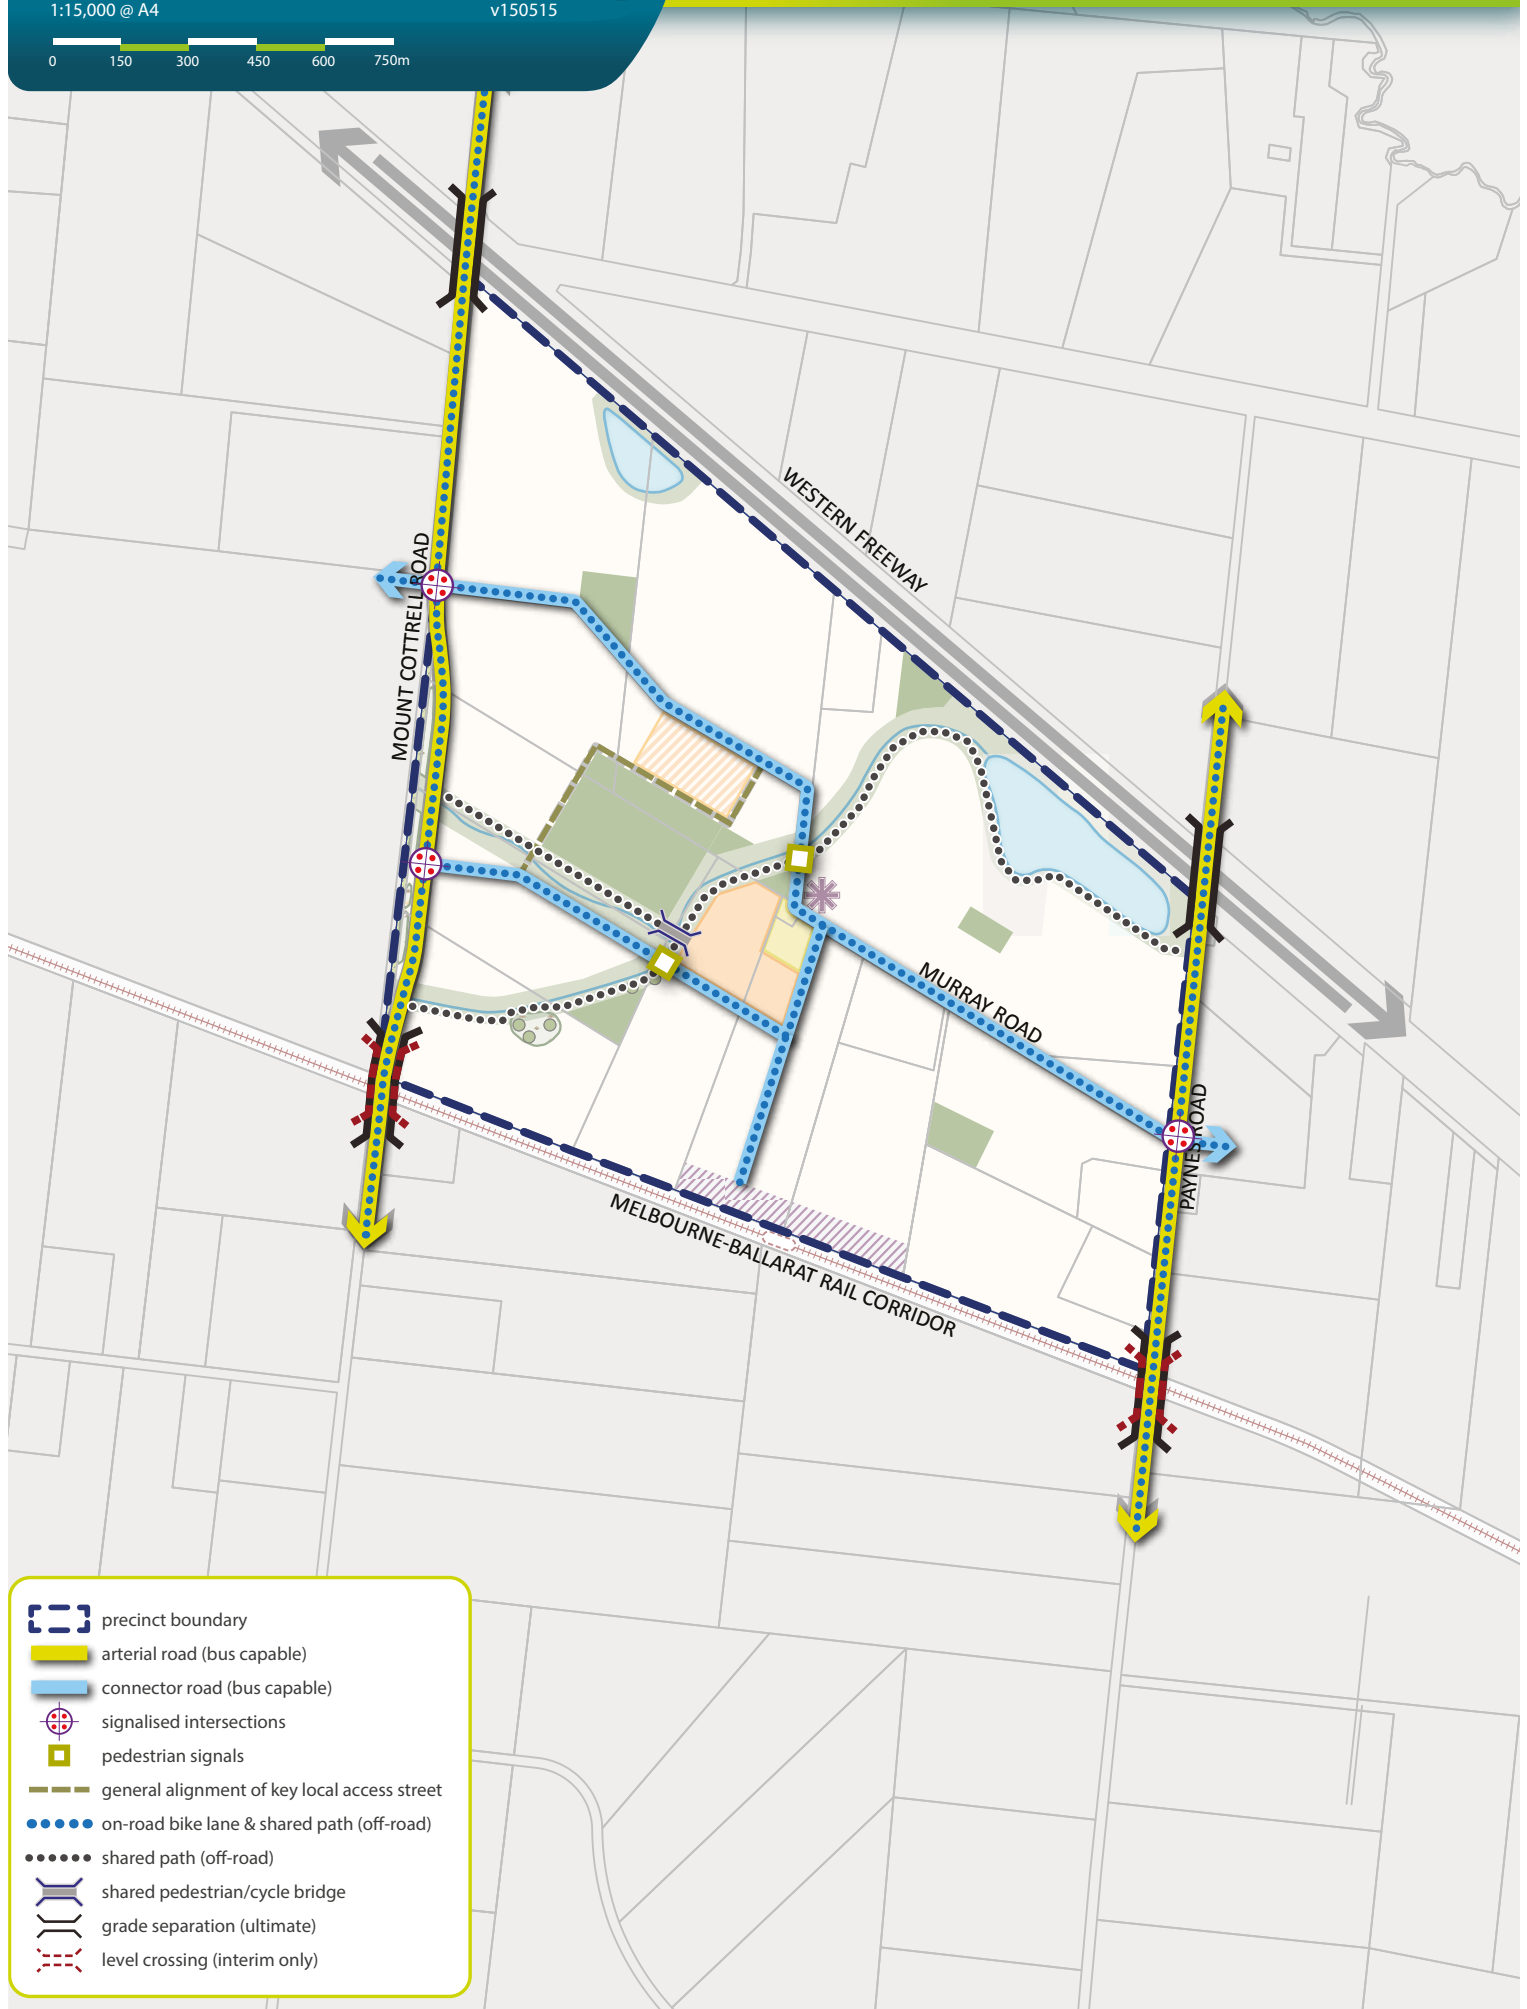 1:15,000 @ A4
v150515
0 150 300 450 600 750m
WESTERN FREEWAY
MOUNT COTTRELL ROAD
MURRAY ROAD
PAYNES ROAD
MELBOURNE-BALLARAT RAIL CORRIDOR
precinct boundary
arterial road (bus capable)
connector road (bus capable)
signalised intersections
pedestrian signals
general alignment of key local access street
on-road bike lane & shared path (off-road)
shared path (off-road)
shared pedestrian/cycle bridge
grade separation (ultimate)
level crossing (interim only)